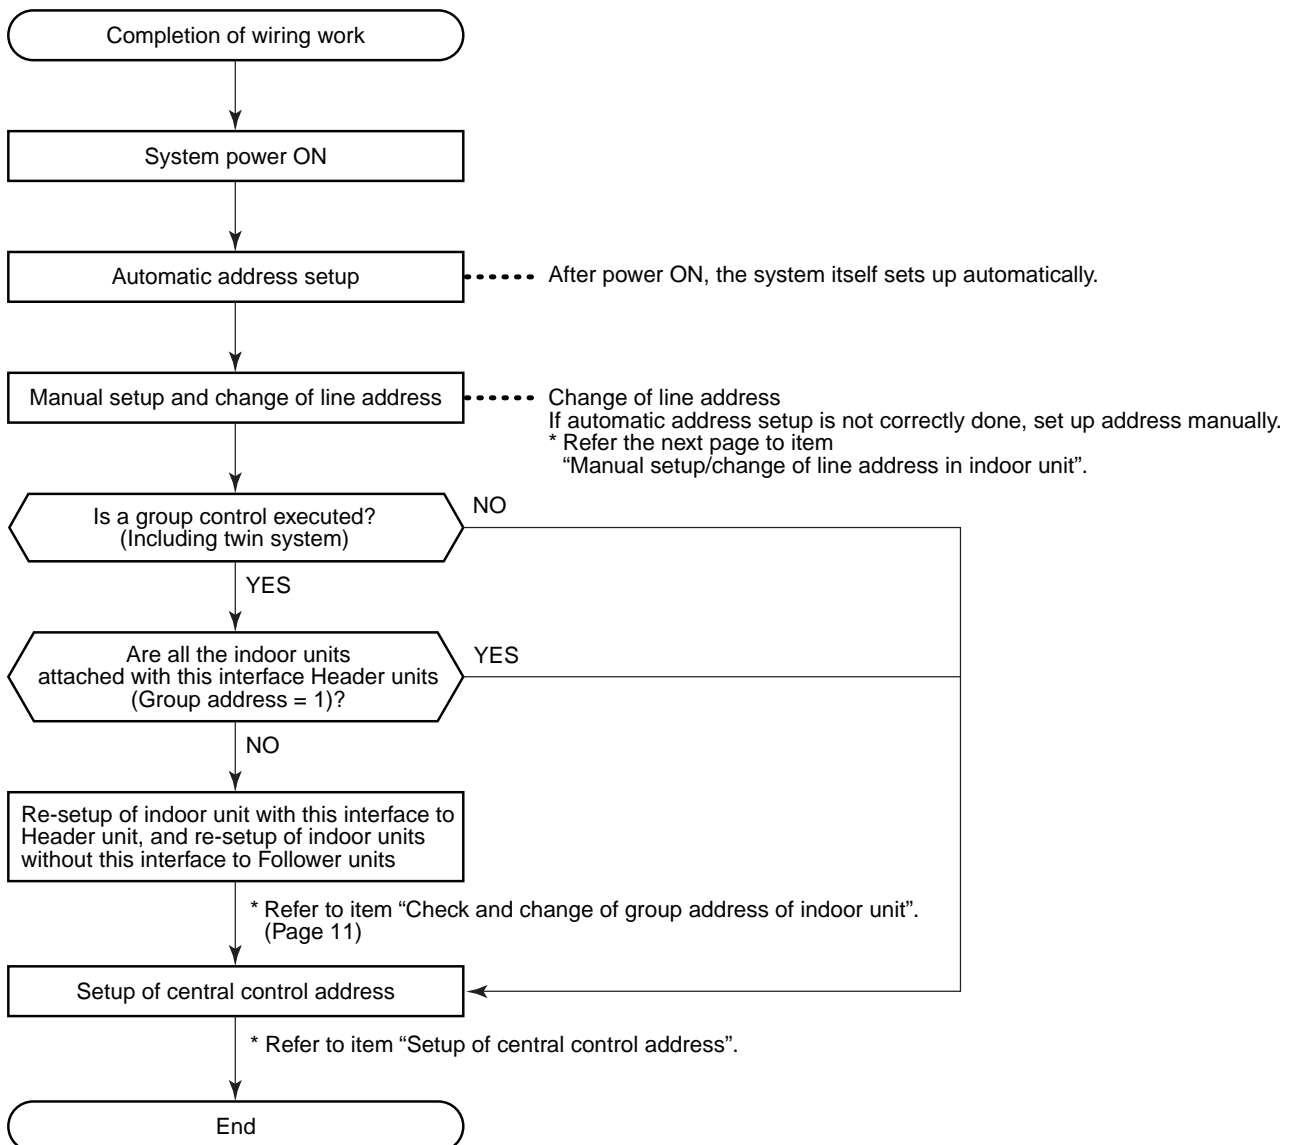 Completion of wiring work
System power ON
Automatic address setup
After power ON, the system itself sets up automatically.
Manual setup and change of line address
Change of line address
If automatic address setup is not correctly done, set up address manually.
* Refer the next page to item
“Manual setup/change of line address in indoor unit”.
Is a group control executed?
(Including twin system)
NO
YES
Are all the indoor units
attached with this interface Header units
(Group address = 1)?
YES
NO
Re-setup of indoor unit with this interface to
Header unit, and re-setup of indoor units
without this interface to Follower units
* Refer to item “Check and change of group address of indoor unit”.
(Page 11)
Setup of central control address
* Refer to item “Setup of central control address”.
End